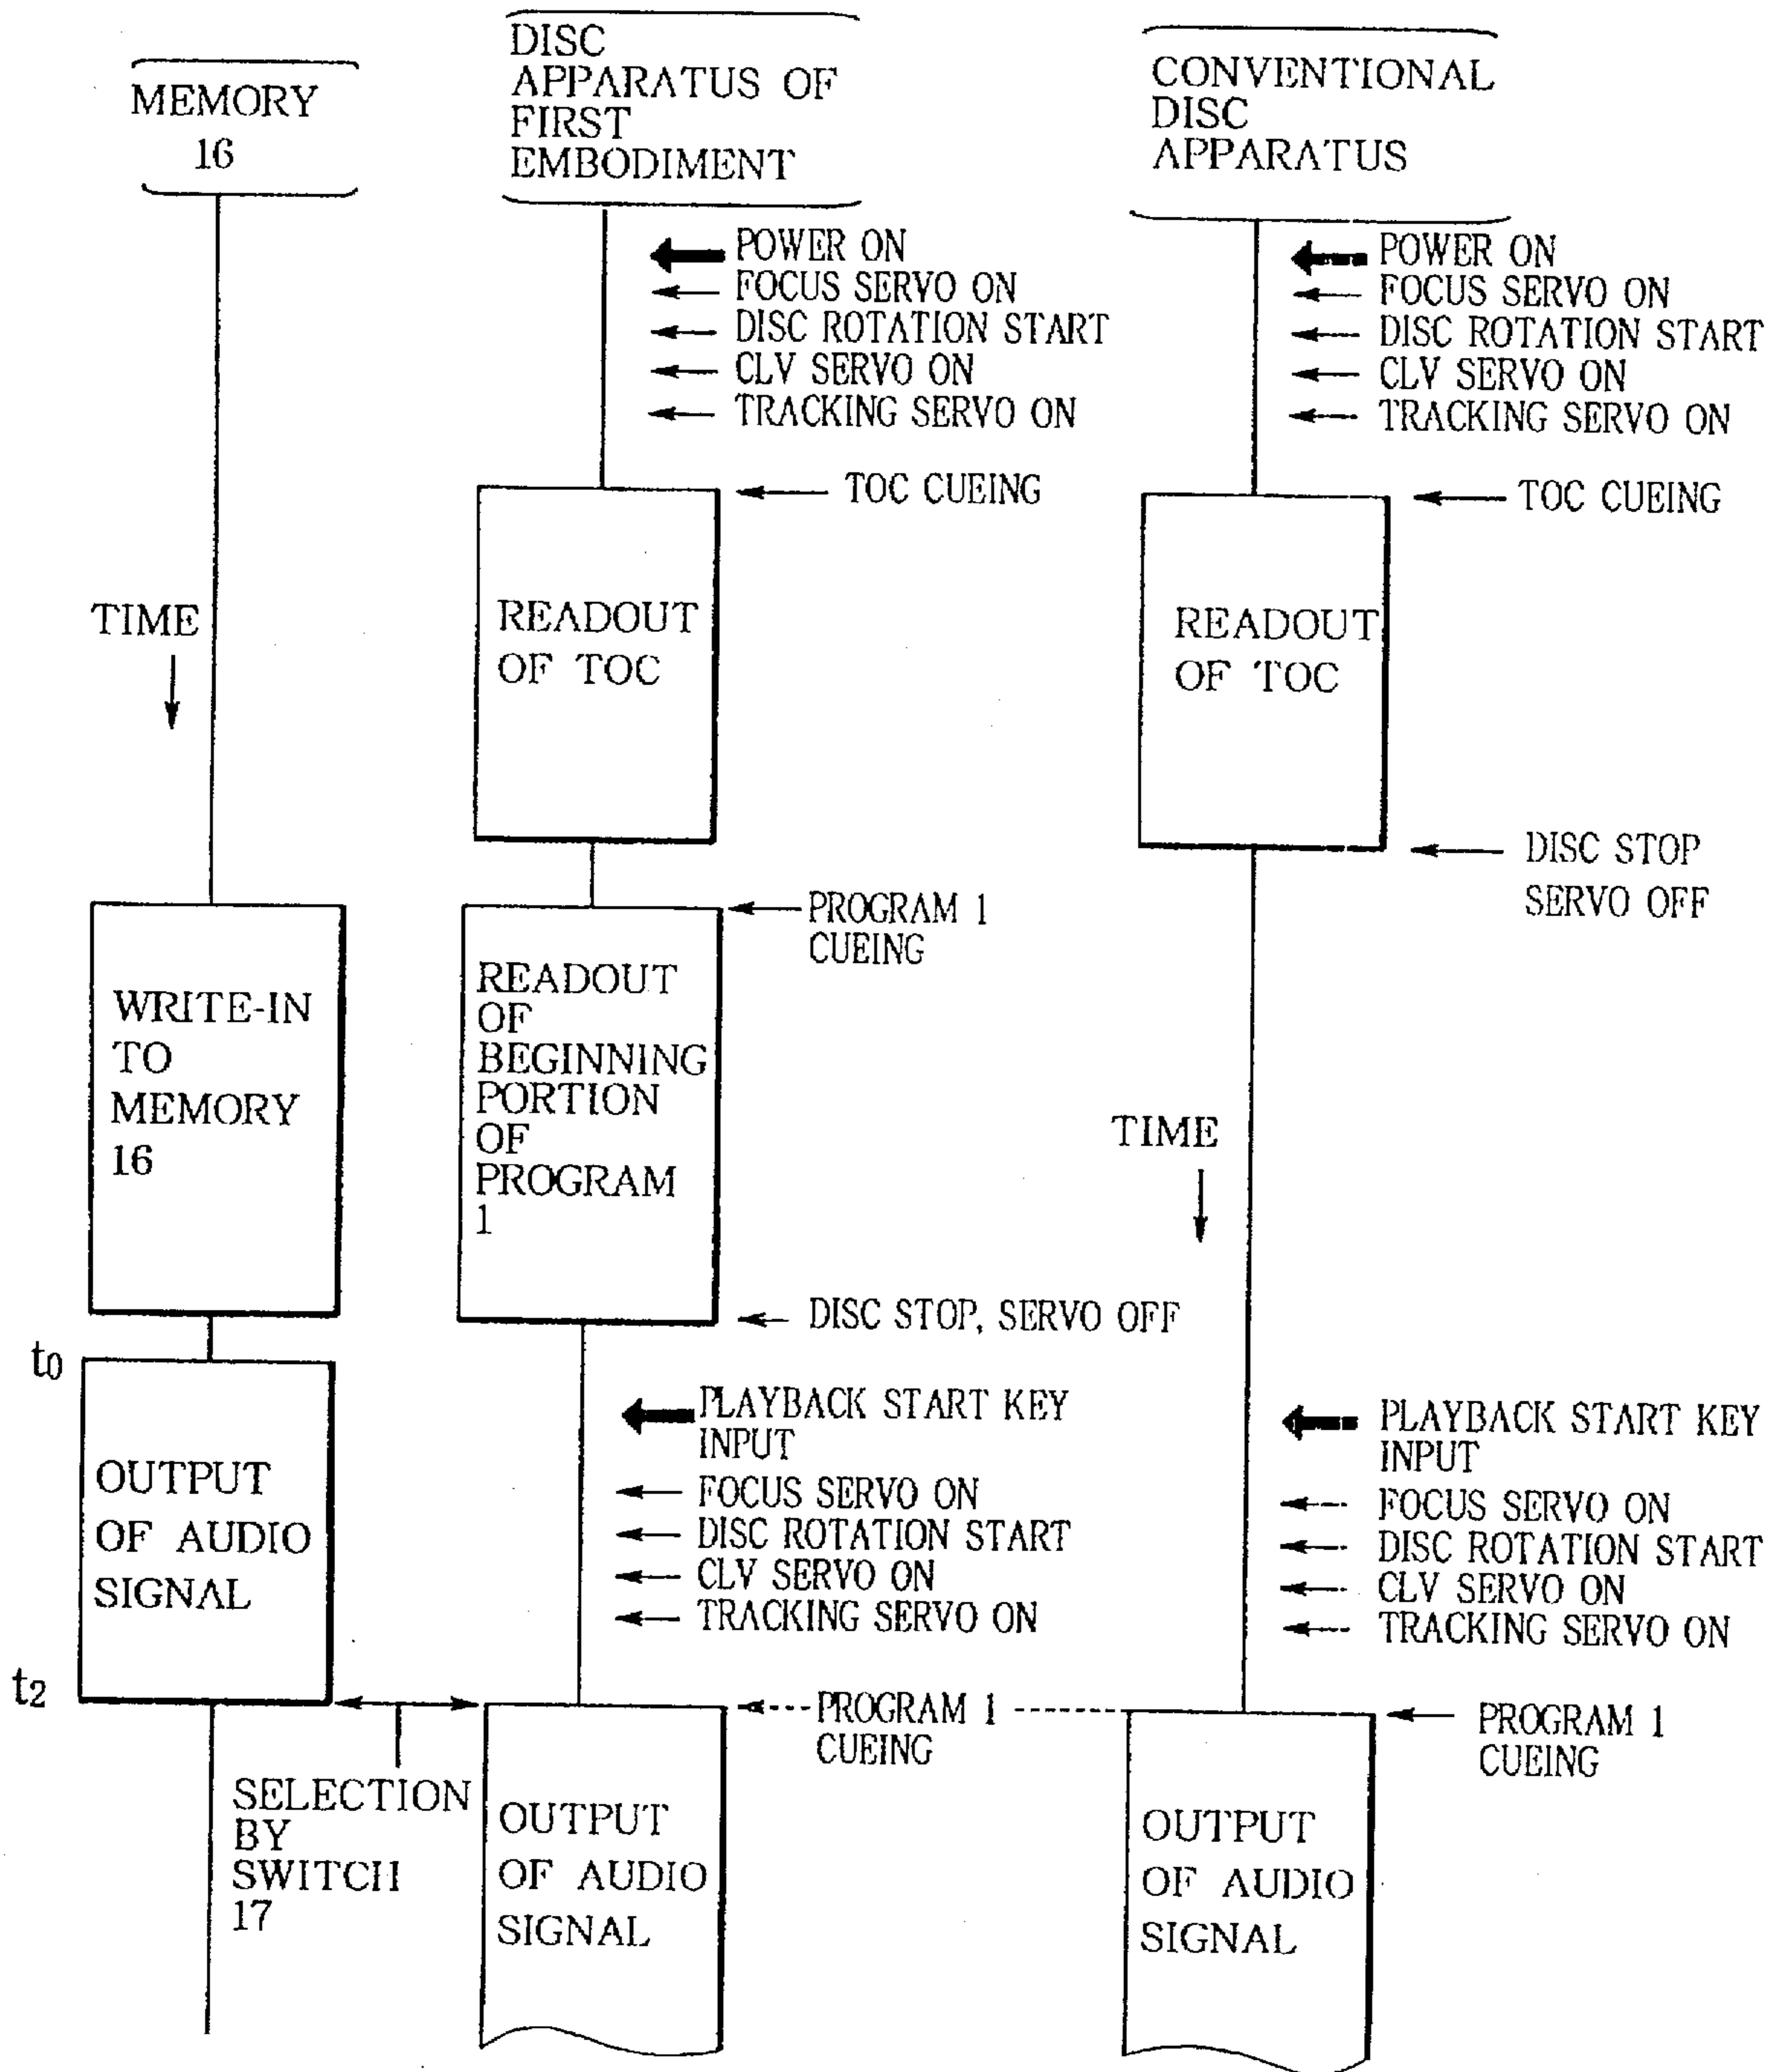 MEMORY
16
DISC
APPARATUS OF
FIRST
EMBODIMENT
CONVENTIONAL
DISC
APPARATUS
POWER ON
FOCUS SERVO ON
DISC ROTATION START
CLV SERVO ON
TRACKING SERVO ON
POWER ON
FOCUS SERVO ON
DISC ROTATION START
CLV SERVO ON
TRACKING SERVO ON
TOC CUEING
TOC CUEING
TIME
READOUT
OF TOC
READOUT
OF TOC
DISC STOP
SERVO OFF
PROGRAM 1
CUEING
WRITE-IN
TO
MEMORY
16
READOUT
OF
BEGINNING
PORTION
OF
PROGRAM
1
TIME
DISC STOP, SERVO OFF
t0
OUTPUT
OF AUDIO
SIGNAL
PLAYBACK START KEY
INPUT
FOCUS SERVO ON
DISC ROTATION START
CLV SERVO ON
TRACKING SERVO ON
PLAYBACK START KEY
INPUT
FOCUS SERVO ON
DISC ROTATION START
CLV SERVO ON
TRACKING SERVO ON
t2
PROGRAM 1
CUEING
PROGRAM 1
CUEING
SELECTION
BY
SWITCH
17
OUTPUT
OF AUDIO
SIGNAL
OUTPUT
OF AUDIO
SIGNAL